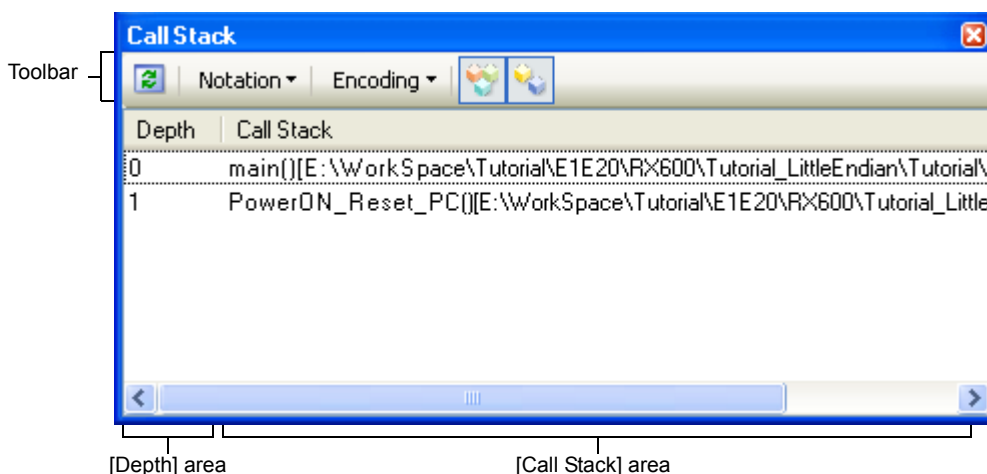 Call Stack
Toolbar
Notation Encoding
Depth Call Stack
0 main()[E:\WorkSpace\Tutorial\E1E20\RX600\Tutorial_LittleEndian\Tutorial\
1 PowerON_Reset_PC()[E:\WorkSpace\Tutorial\E1E20\RX600\Tutorial_Little
[Depth] area [Call Stack] area